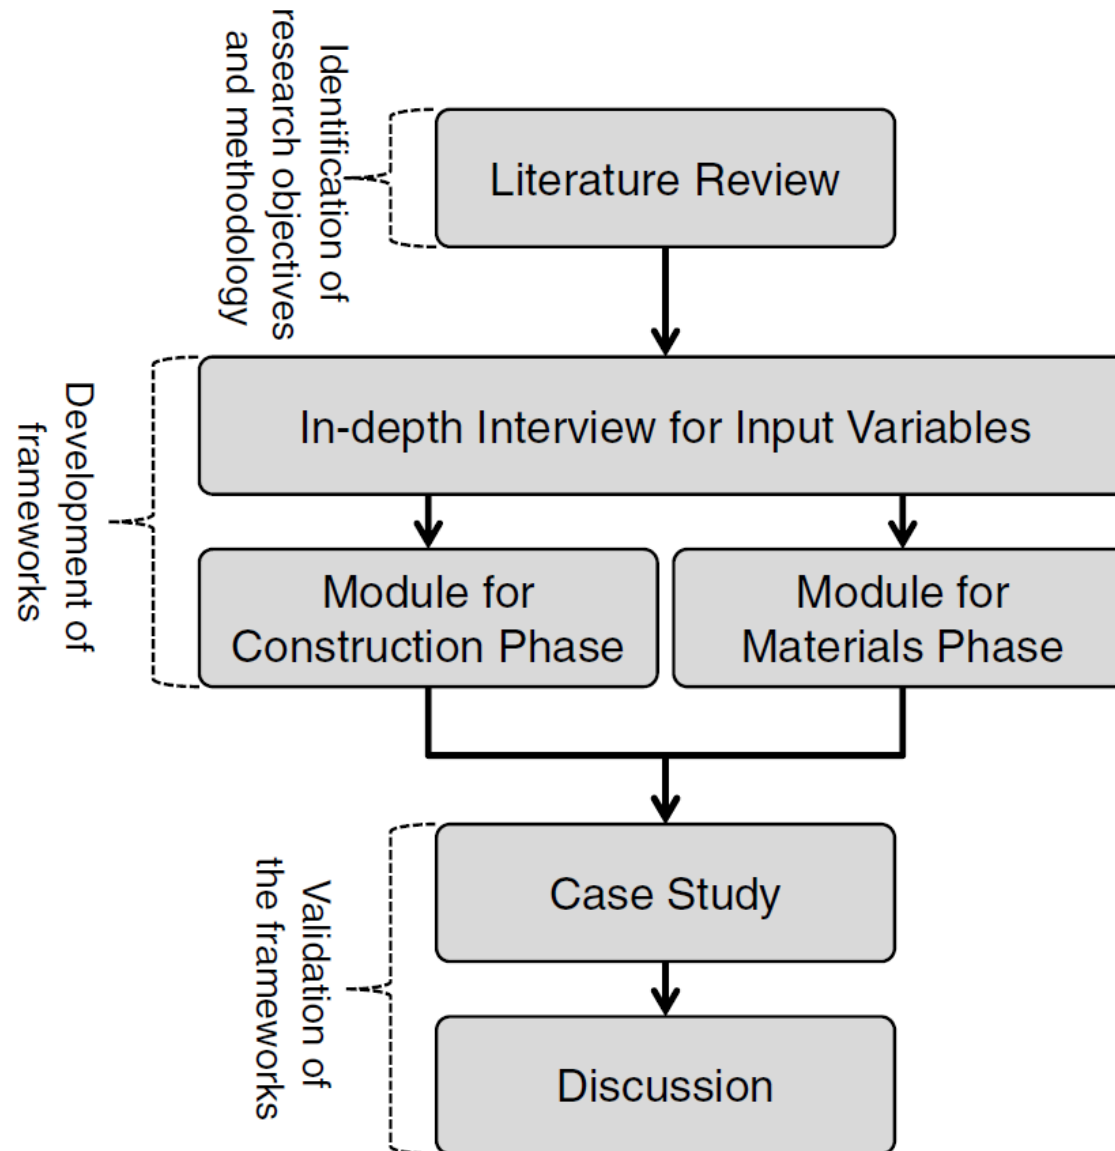 Identification of
research objectives
and methodology
Literature Review
Development of
frameworks
In-depth Interview for Input Variables
Module for
Construction Phase
Module for
Materials Phase
Validation of
the frameworks
Case Study
Discussion